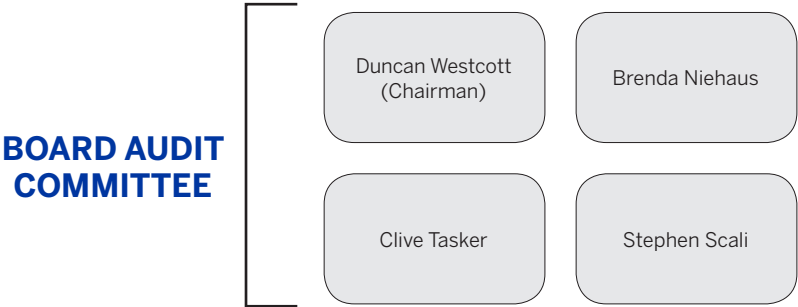 BOARD AUDIT
COMMITTEE
Duncan Westcott
(Chairman)
Brenda Niehaus
Clive Tasker
Stephen Scali